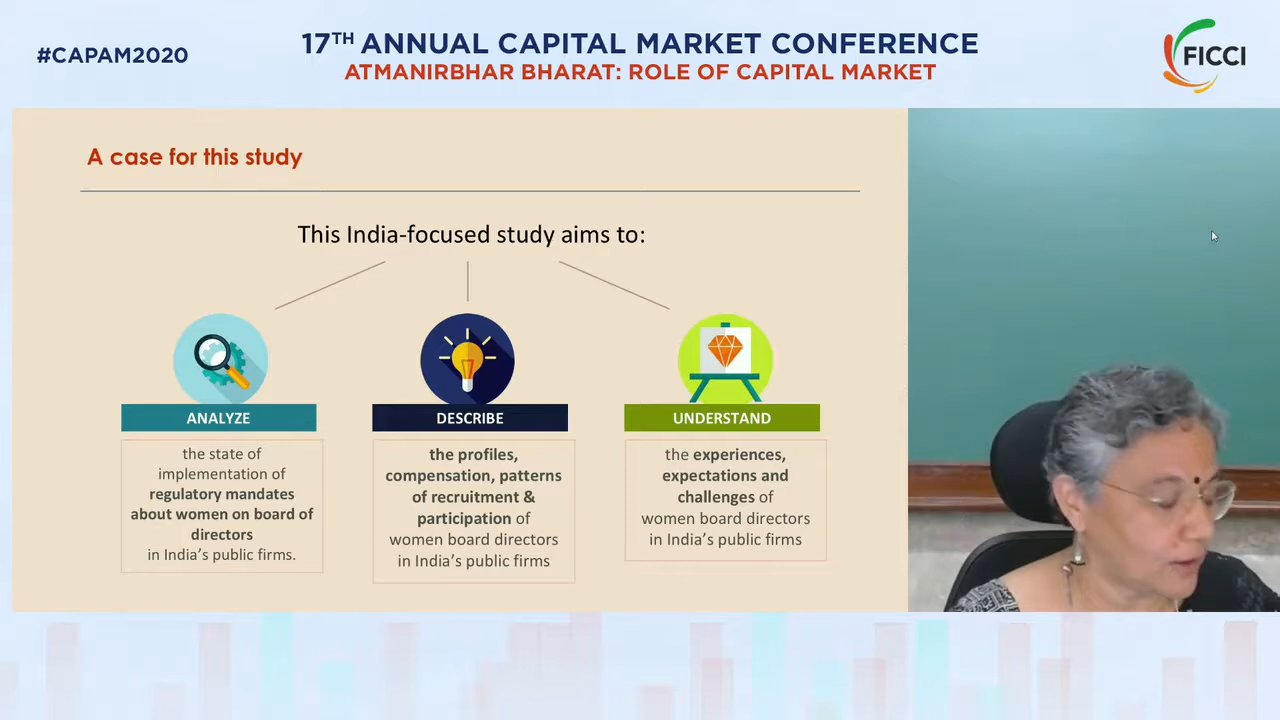 #CAPAM2020
17TH ANNUAL CAPITAL MARKET CONFERENCE
ATMANIRBHAR BHARAT: ROLE OF CAPITAL MARKET
FICCI
A case for this study
This India-focused study aims to:
ANALYZE
the state of
implementation of
regulatory mandates
about women on board of
directors
in India's public firms.
DESCRIBE
the profiles,
compensation, patterns
of recruitment &
participation of
women board directors
in India's public firms
UNDERSTAND
the experiences,
expectations and
challenges of
women board directors
in India's public firms